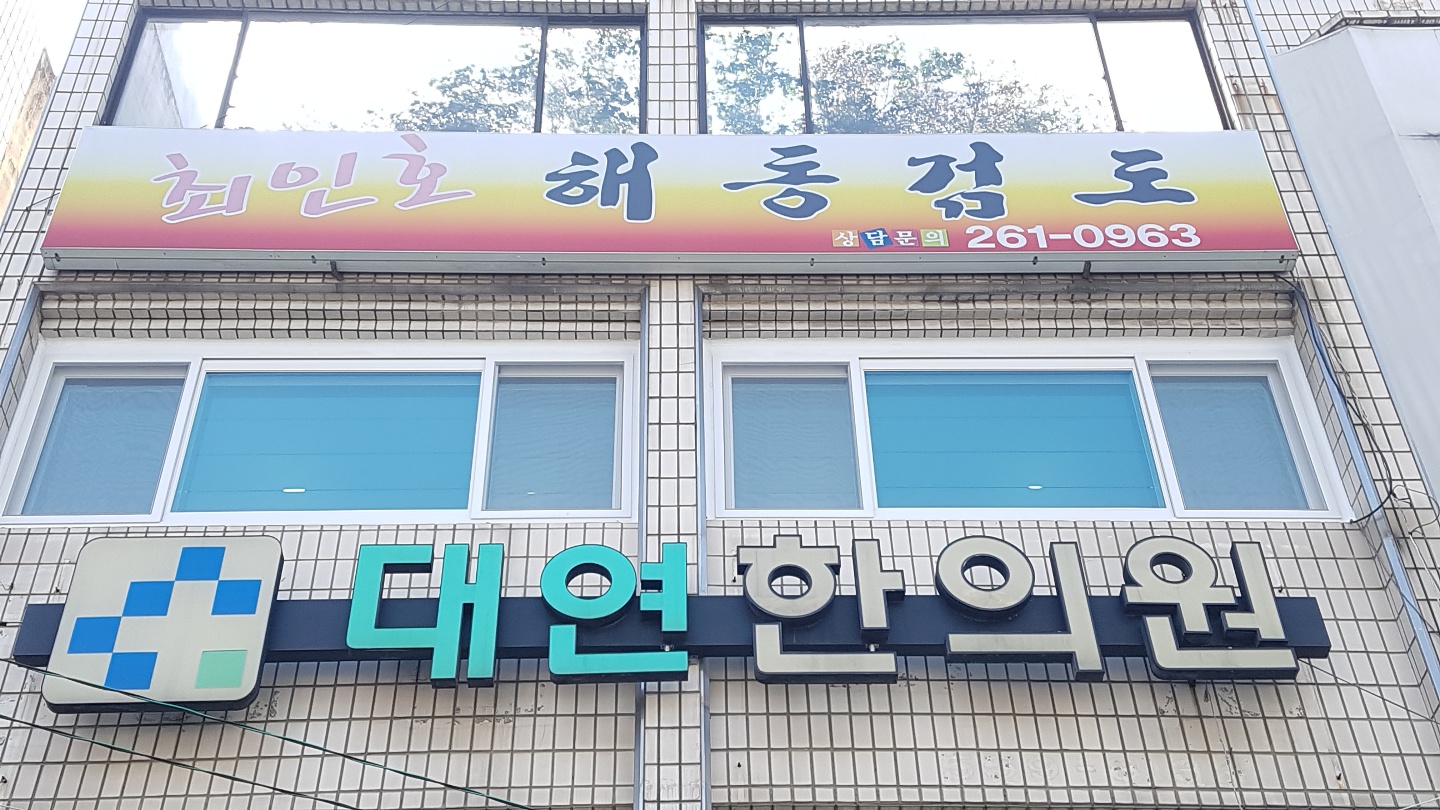 최인호 해동검도
상담문의 261-0963
대연한의원